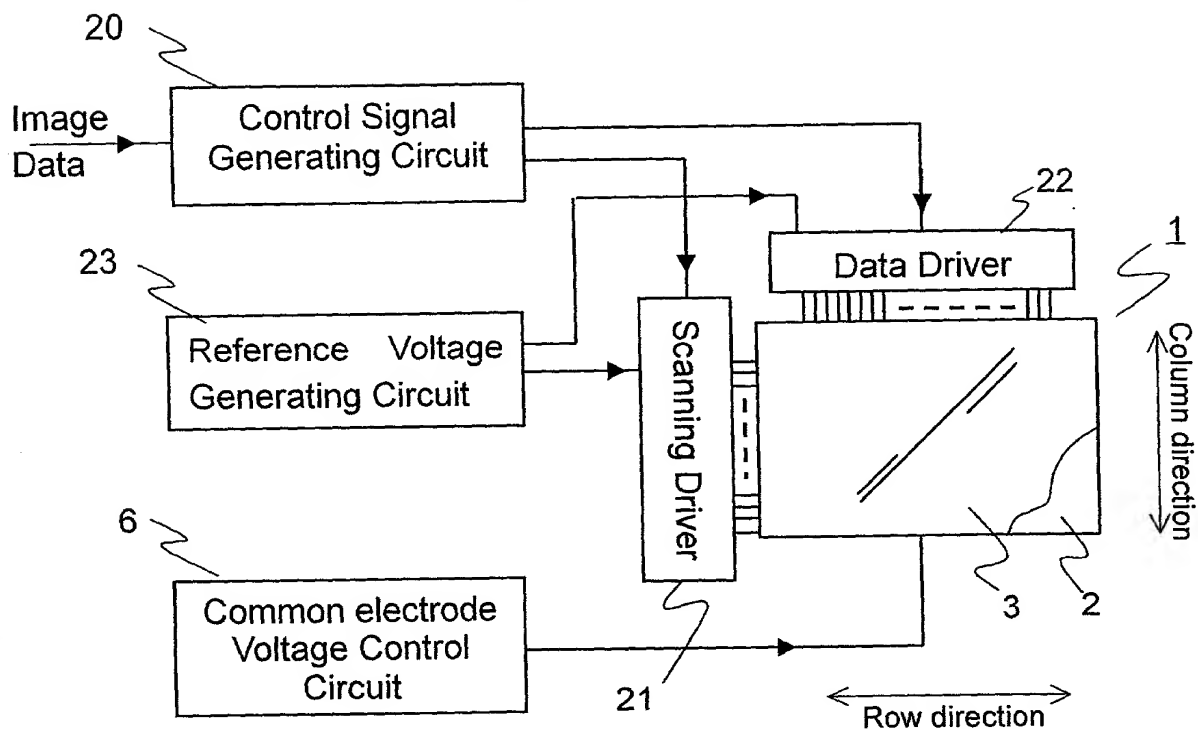 20
Image
Data
Control Signal
Generating Circuit
22
1
Data Driver
23
Reference Voltage
Generating Circuit
Scanning Driver
Column direction
6
Common electrode
Voltage Control
Circuit
3
2
21
Row direction